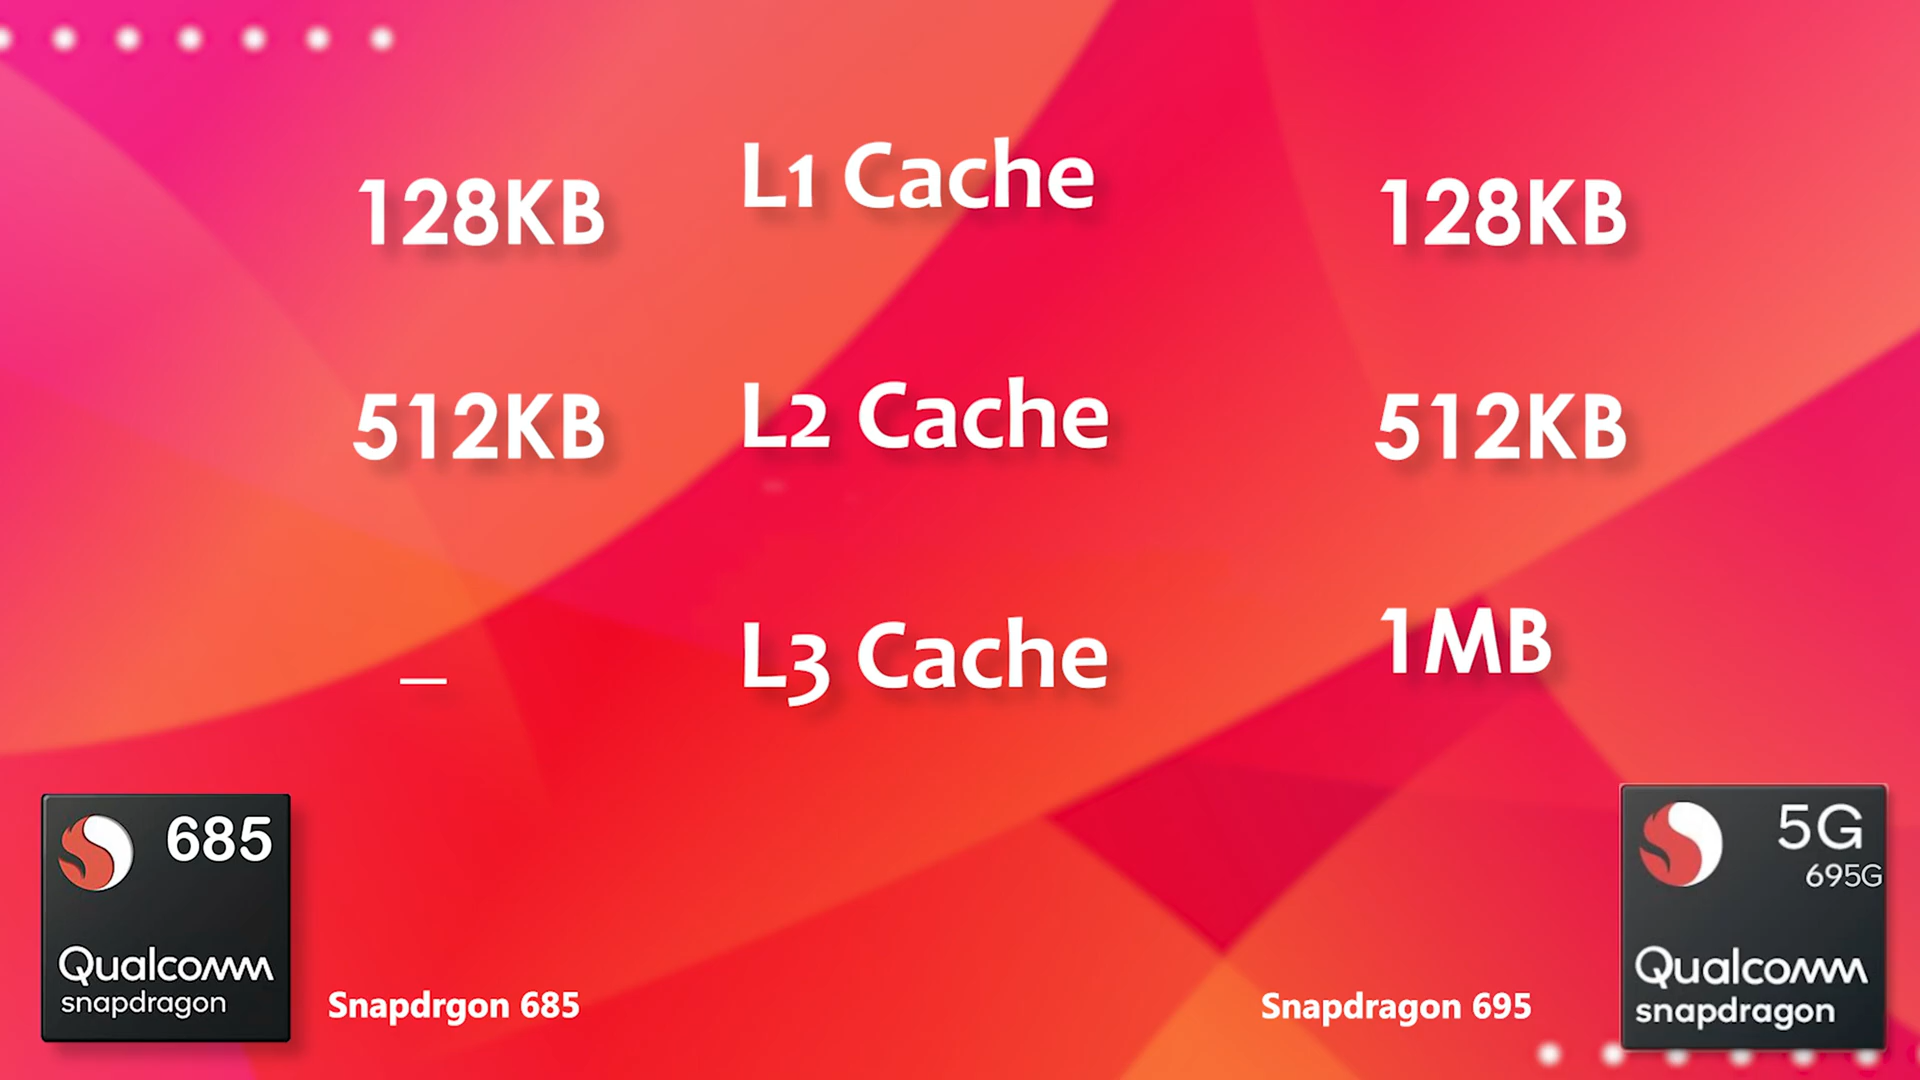 128KB L1 Cache 128KB
512KB L2 Cache 512KB
– L3 Cache 1MB
685
Qualcomm
snapdragon
Snapdrgon 685
Snapdragon 695
5G
695G
Qualcomm
snapdragon